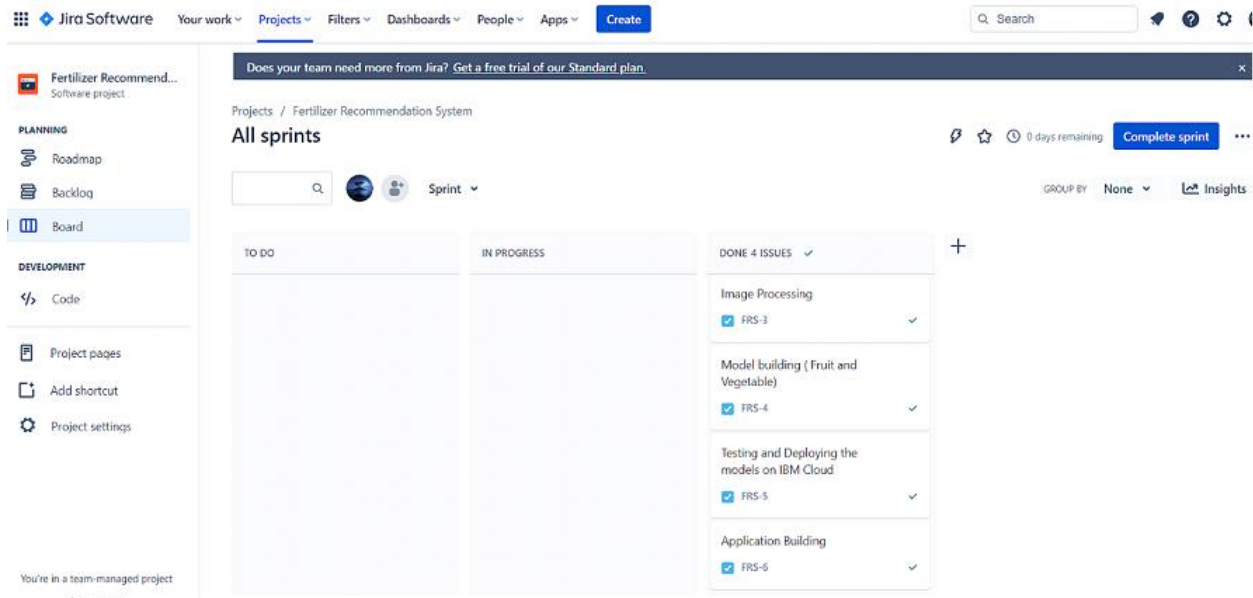 Jira Software Your work Projects Filters Dashboards People Apps Create Search
Does your team need more from Jira? Get a free trial of our Standard plan.
Fertilizer Recommend...
Software project
PLANNING
Roadmap
Backlog
Board
DEVELOPMENT
Code
Project pages
Add shortcut
Project settings
You're in a team-managed project
Projects / Fertilizer Recommendation System
All sprints
0 days remaining Complete sprint
Sprint
GROUP BY None Insights
TO DO
IN PROGRESS
DONE 4 ISSUES
Image Processing
FRS-3
Model building ( Fruit and
Vegetable)
FRS-4
Testing and Deploying the
models on IBM Cloud
FRS-5
Application Building
FRS-6